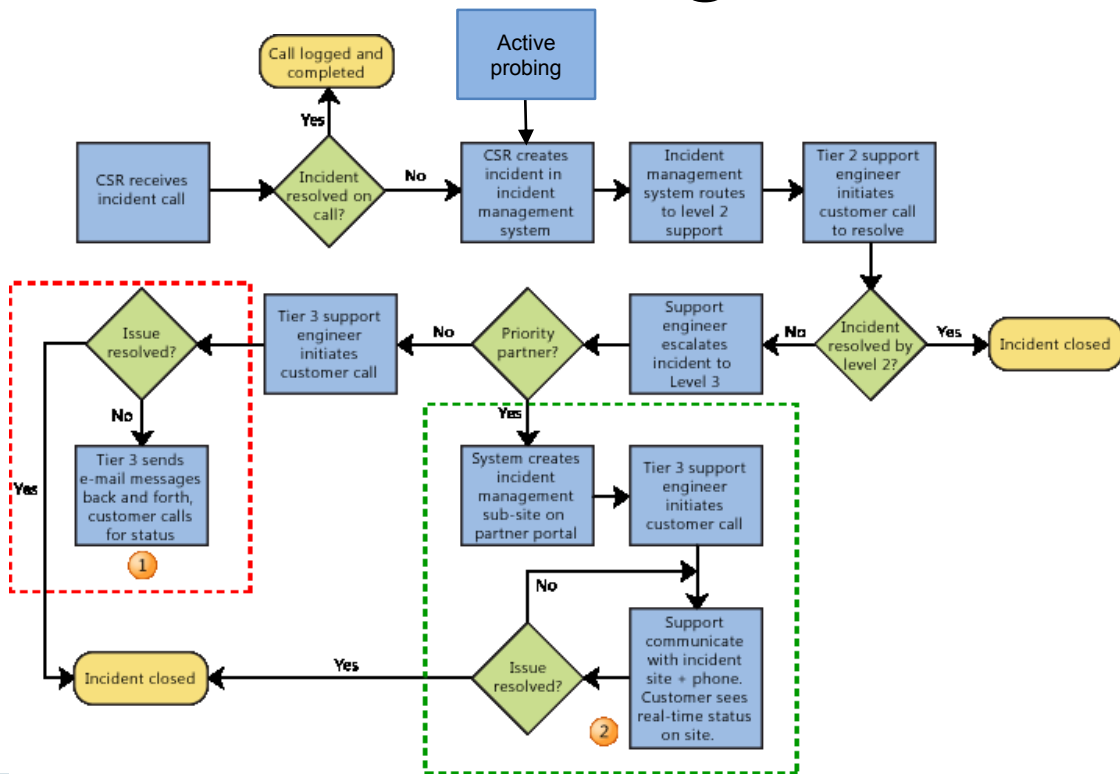 Call logged and
completed
Active
probing
Yes
CSR receives
incident call
Incident
resolved on
call?
No
CSR creates
incident in
incident
management
system
Incident
management
system routes
to level 2
support
Tier 2 support
engineer
initiates
customer call
to resolve
Issue
resolved?
Tier 3 support
engineer
initiates
customer call
No
Priority
partner?
Support
engineer
escalates
incident to
Level 3
No
Incident
resolved by
level 2?
Yes
Incident closed
No
Yes
Tier 3 sends
e-mail messages
back and forth,
customer calls
for status
1
Yes
System creates
incident
management
sub-site on
partner portal
Tier 3 support
engineer
initiates
customer call
No
Incident closed
Yes
Issue
resolved?
Support
communicate
with incident
site + phone.
Customer sees
real-time status
on site.
2